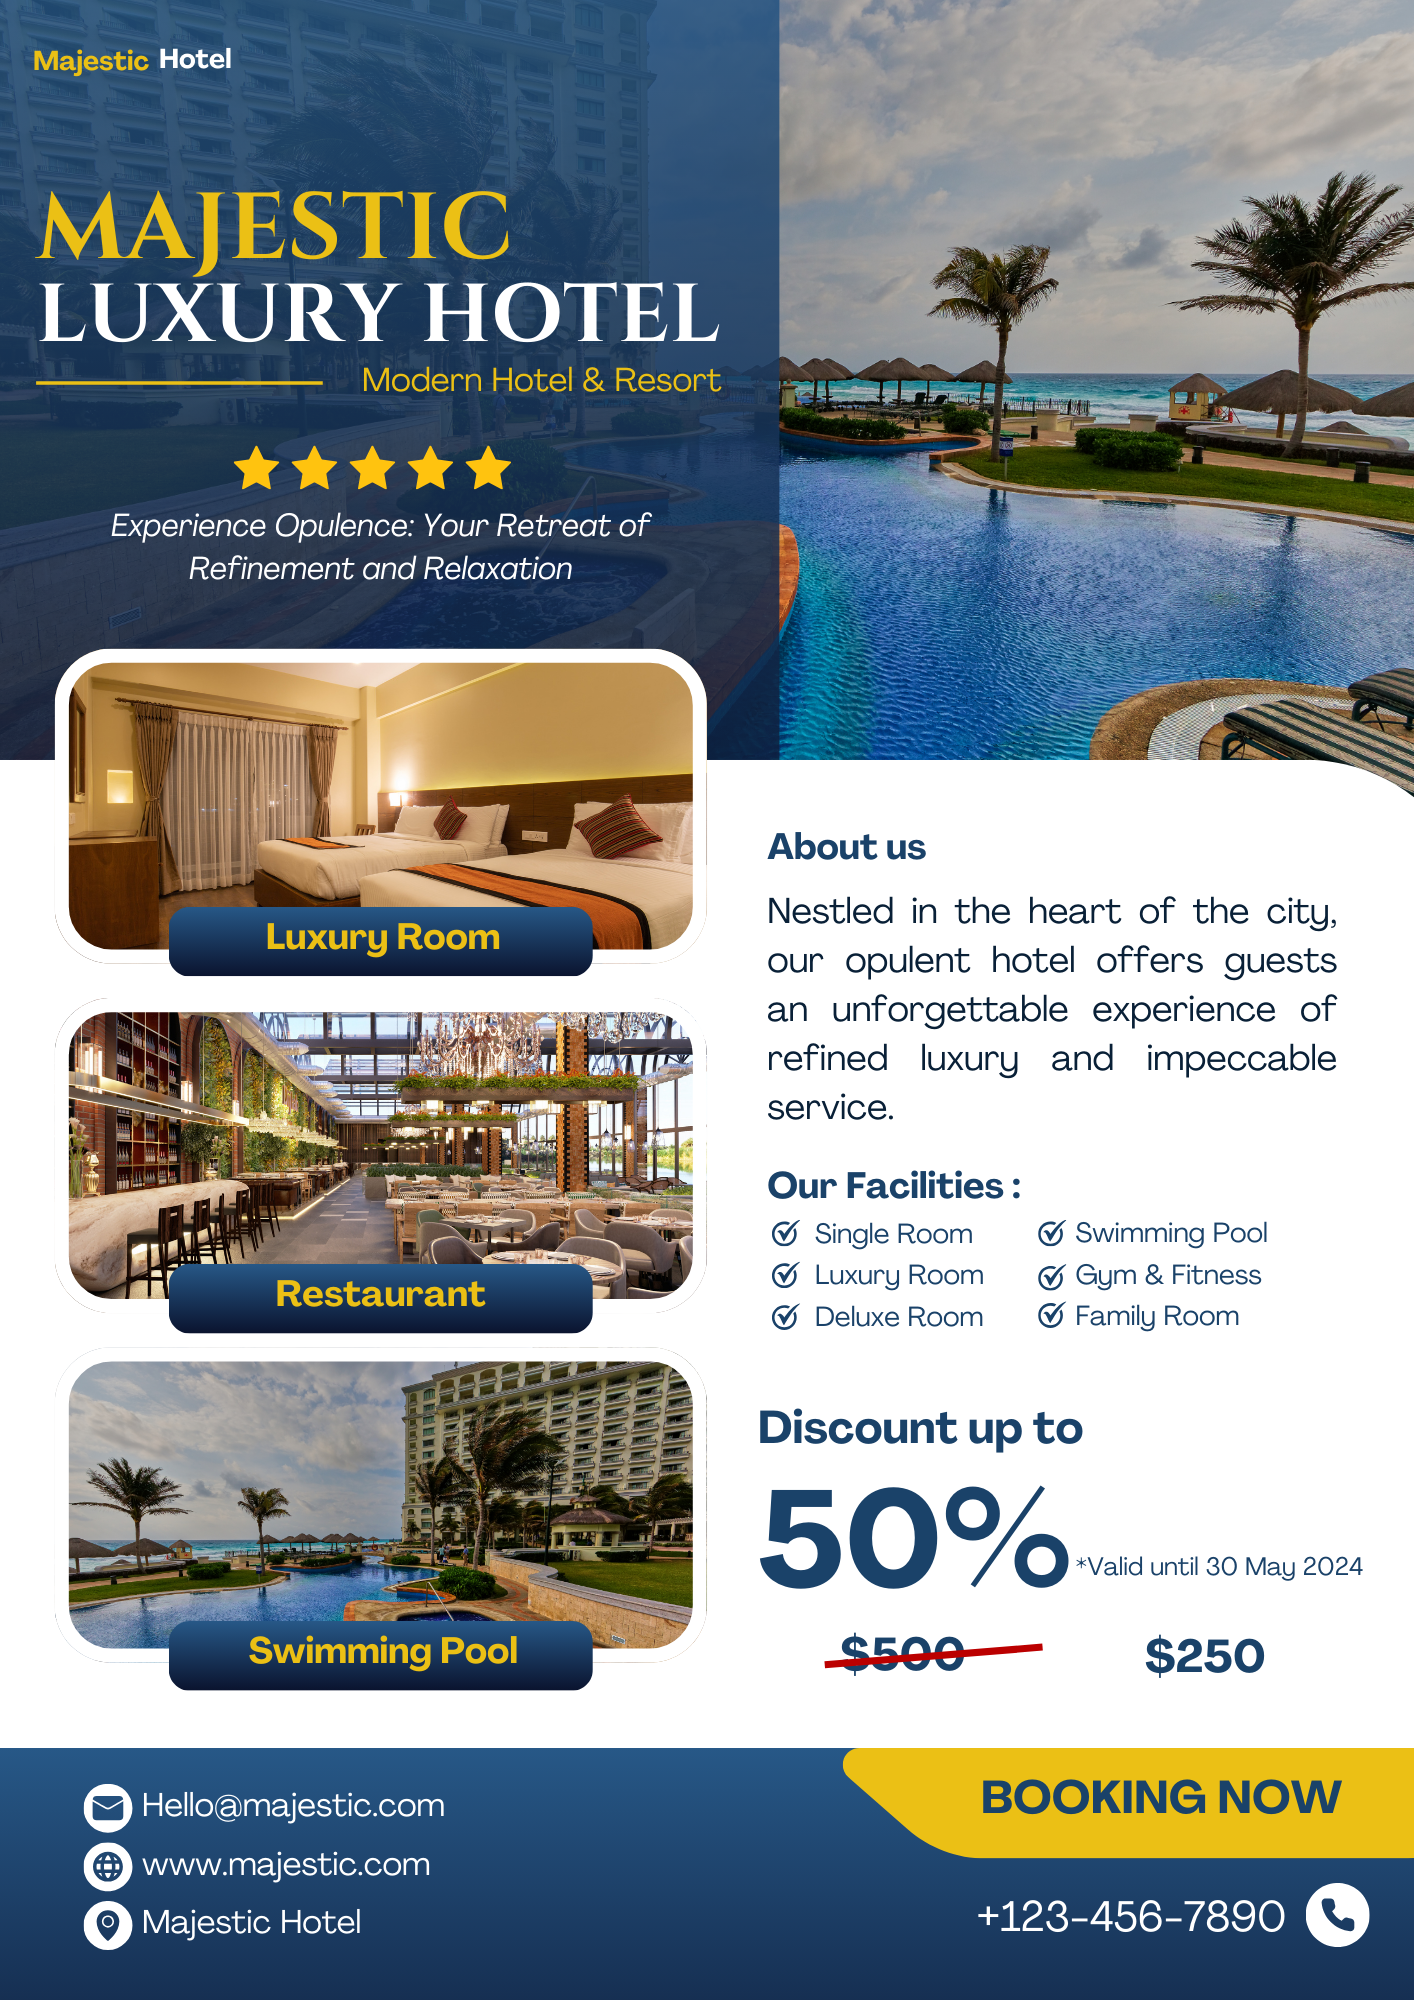 Majestic Hotel
MAJESTIC
LUXURY HOTEL
Modern Hotel & Resort
Experience Opulence: Your Retreat of
Refinement and Relaxation
Luxury Room
Restaurant
Swimming Pool
About us
Nestled in the heart of the city,
our opulent hotel offers guests
an unforgettable experience of
refined luxury and impeccable
service.
Our Facilities :
Single Room
Luxury Room
Deluxe Room
Swimming Pool
Gym & Fitness
Family Room
Discount up to
50%
*Valid until 30 May 2024
$500
$250
Hello@majestic.com
www.majestic.com
Majestic Hotel
BOOKING NOW
+123-456-7890